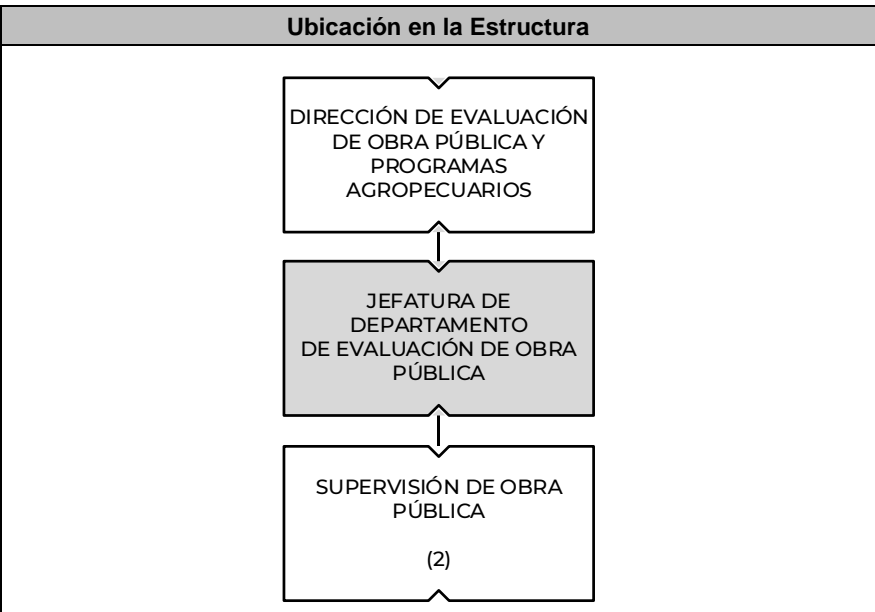 Ubicación en la Estructura
DIRECCIÓN DE EVALUACIÓN
DE OBRA PÚBLICA Y
PROGRAMAS
AGROPECUARIOS
JEFATURA DE
DEPARTAMENTO
DE EVALUACIÓN DE OBRA
PÚBLICA
SUPERVISIÓN DE OBRA
PÚBLICA
(2)